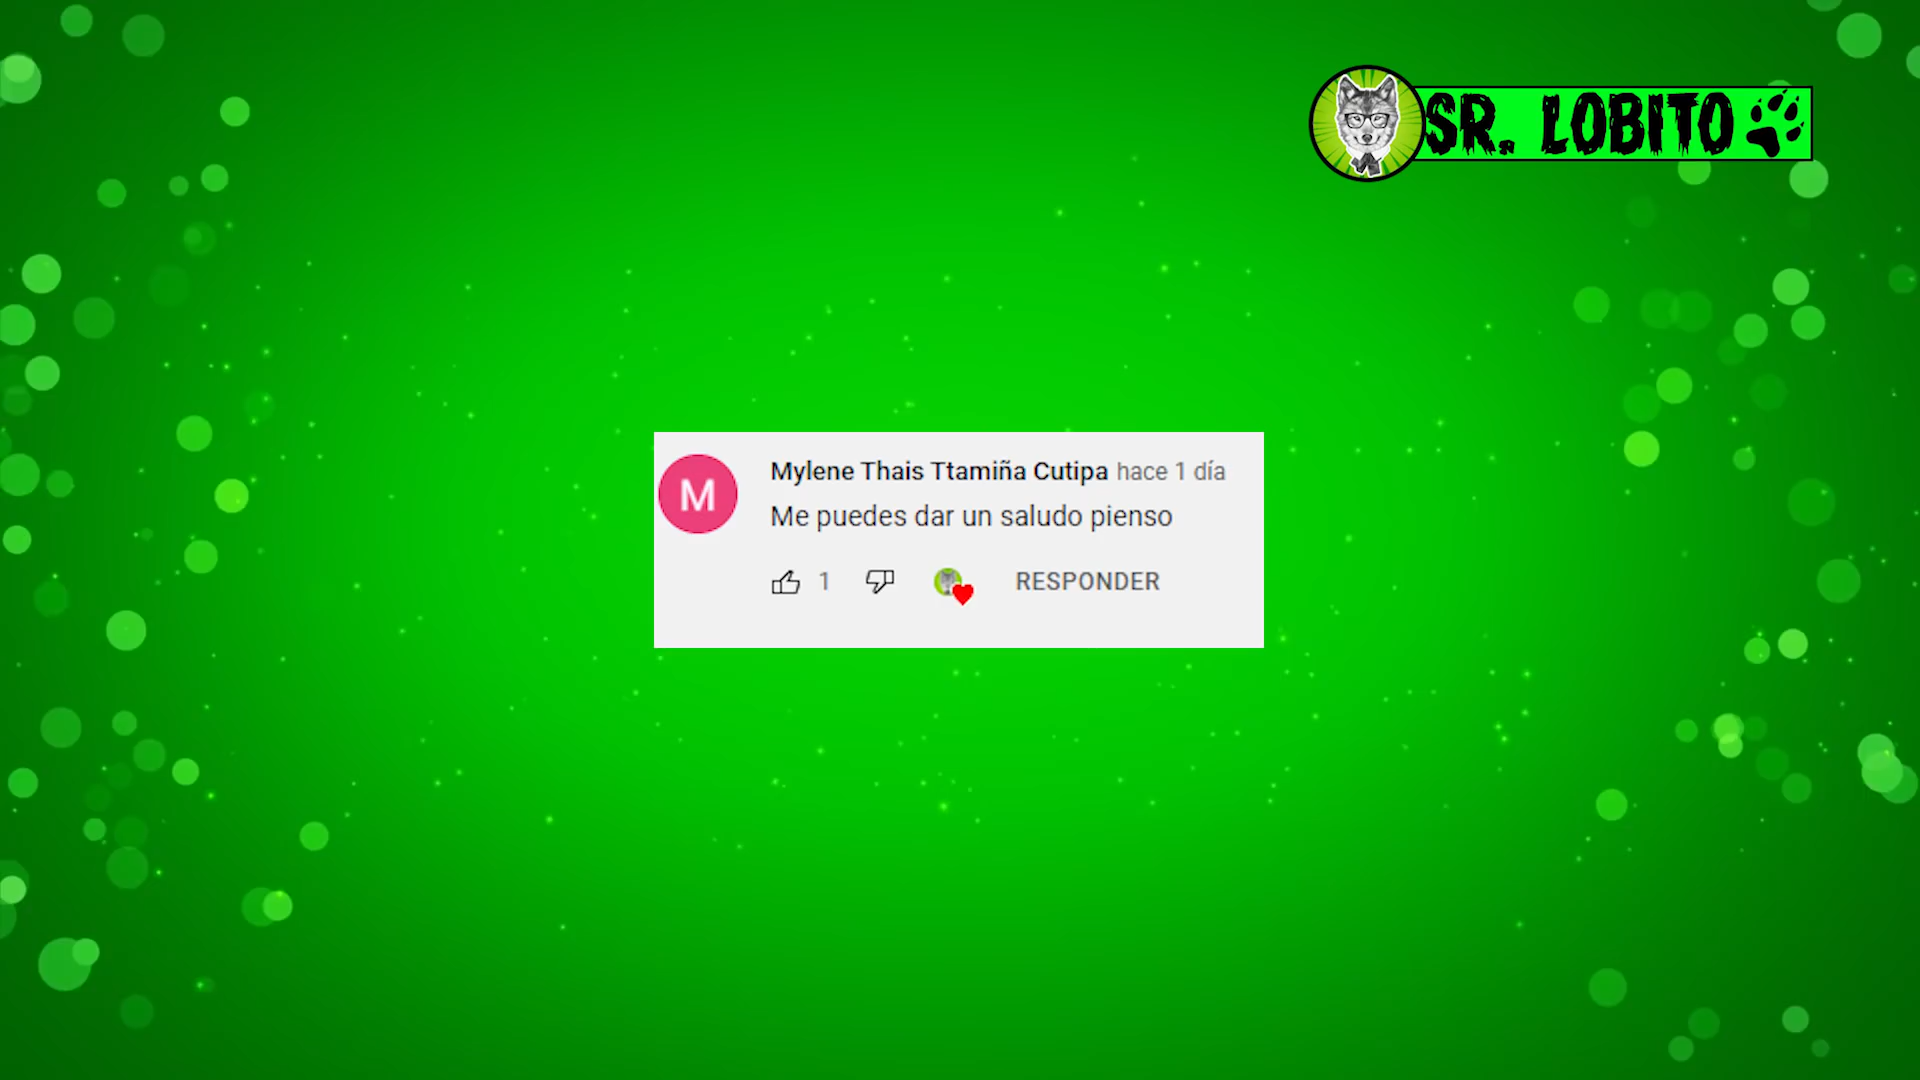 SR. LOBITO
M
Mylene Thais Ttamiña Cutipa hace 1 día
Me puedes dar un saludo pienso
1 RESPONDER